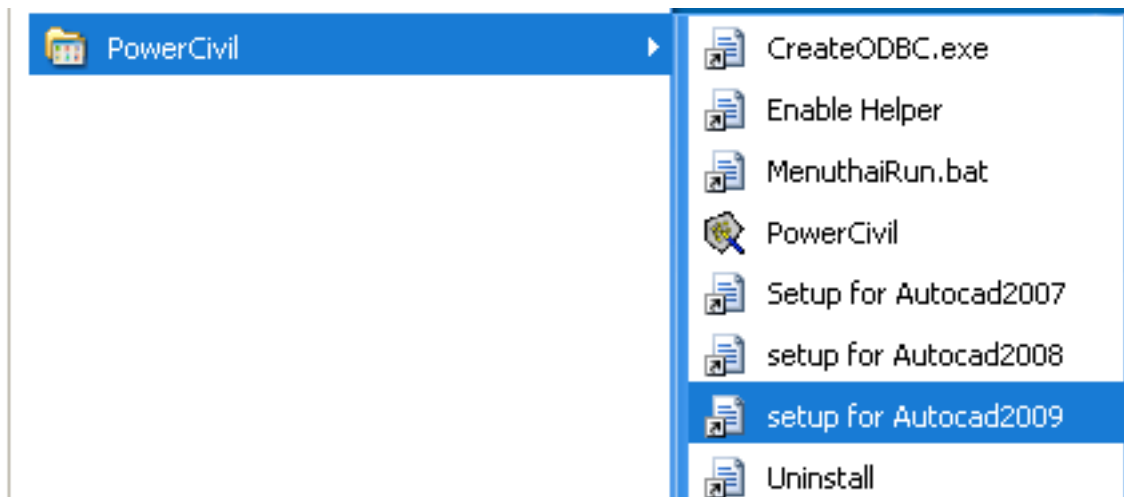 PowerCivil
CreateODBC.exe
Enable Helper
MenuthaiRun.bat
PowerCivil
Setup for Autocad2007
setup for Autocad2008
setup for Autocad2009
Uninstall